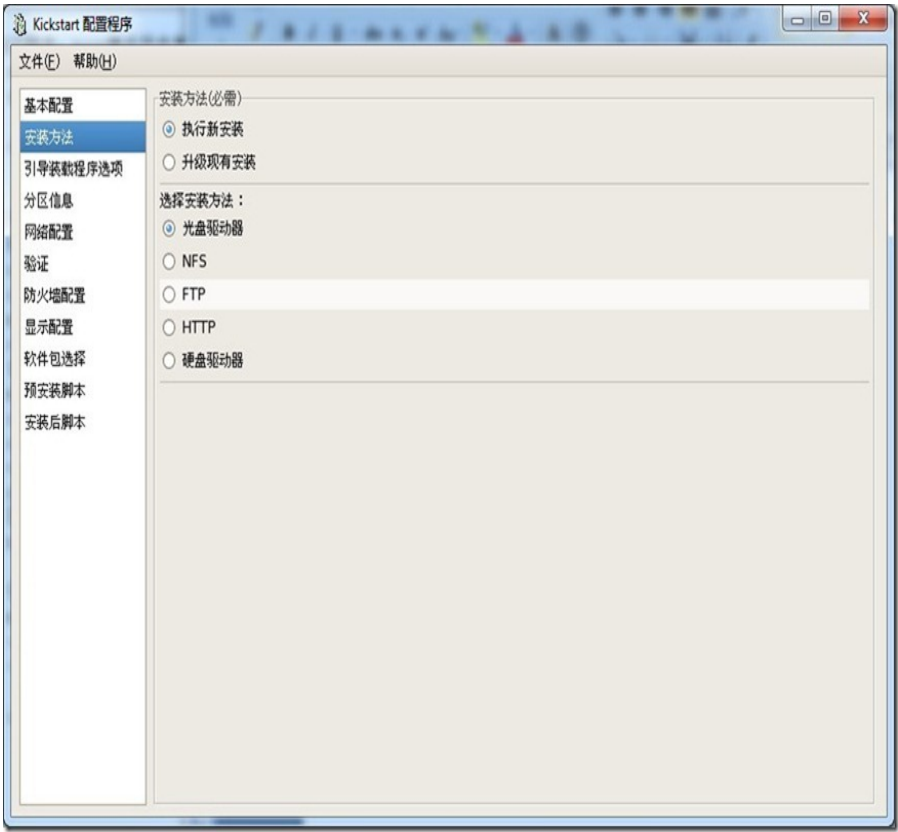 Kickstart 配置程序
文件(F) 帮助(H)
基本配置
安装方法
引导装载程序选项
分区信息
网络配置
验证
防火墙配置
显示配置
软件包选择
预安装脚本
安装后脚本
安装方法(必需)
执行新安装
升级现有安装
选择安装方法：
光盘驱动器
NFS
FTP
HTTP
硬盘驱动器